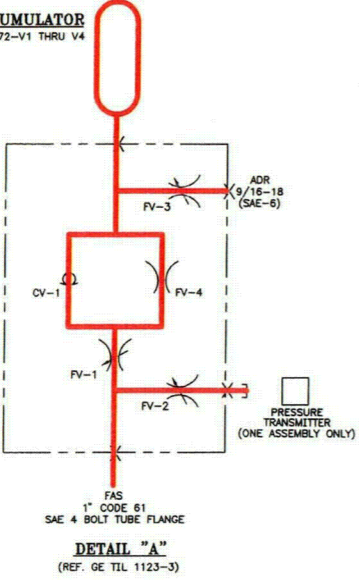 UMULATOR
72-V1 THRU V4
ADR
9/16-18
(SAE-6)
FV-3
CV-1
FV-4
FV-1
FV-2
PRESSURE
TRANSMITTER
(ONE ASSEMBLY ONLY)
FAS
1" CODE 61
SAE 4 BOLT TUBE FLANGE
DETAIL "A"
(REF. GE TIL 1123-3)